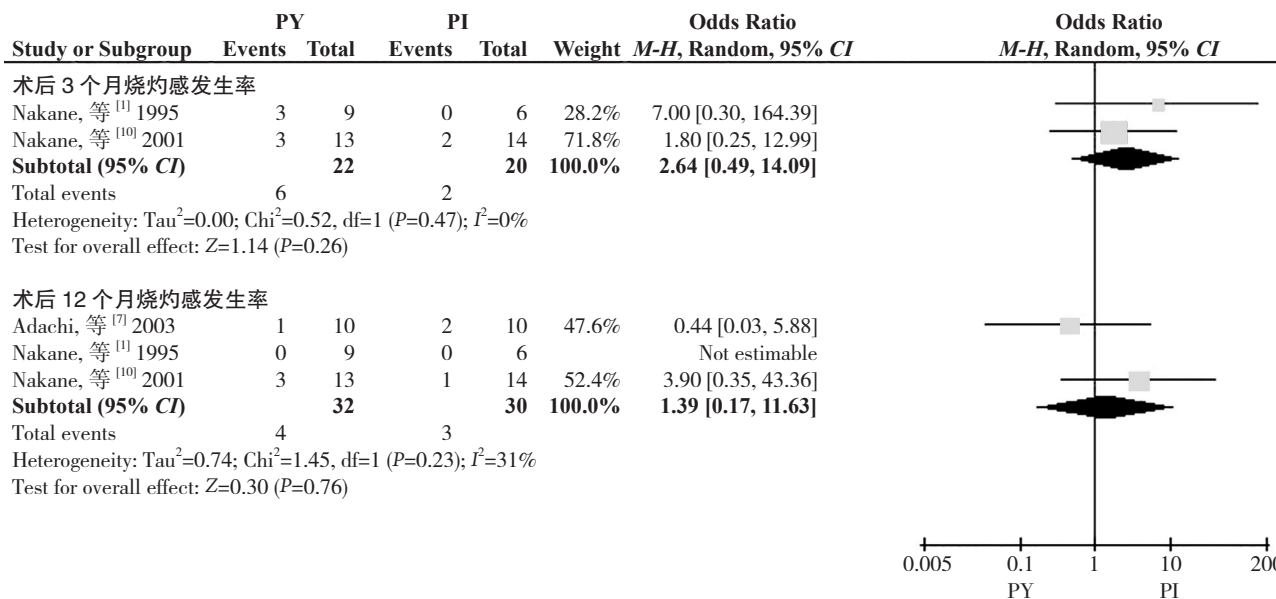 PY PI Odds Ratio Odds Ratio
Study or Subgroup Events Total Events Total Weight M-H, Random, 95% CI M-H, Random, 95% CI
术后 3 个月烧灼感发生率
Nakane, 等 [1] 1995 3 9 0 6 28.2% 7.00 [0.30, 164.39]
Nakane, 等 [10] 2001 3 13 2 14 71.8% 1.80 [0.25, 12.99]
Subtotal (95% CI) 22 20 100.0% 2.64 [0.49, 14.09]
Total events 6 2
Heterogeneity: Tau²=0.00; Chi²=0.52, df=1 (P=0.47); I²=0%
Test for overall effect: Z=1.14 (P=0.26)
术后 12 个月烧灼感发生率
Adachi, 等 [7] 2003 1 10 2 10 47.6% 0.44 [0.03, 5.88]
Nakane, 等 [1] 1995 0 9 0 6 Not estimable
Nakane, 等 [10] 2001 3 13 1 14 52.4% 3.90 [0.35, 43.36]
Subtotal (95% CI) 32 30 100.0% 1.39 [0.17, 11.63]
Total events 4 3
Heterogeneity: Tau²=0.74; Chi²=1.45, df=1 (P=0.23); I²=31%
Test for overall effect: Z=0.30 (P=0.76)
0.005 0.1 1 10 200
PY PI